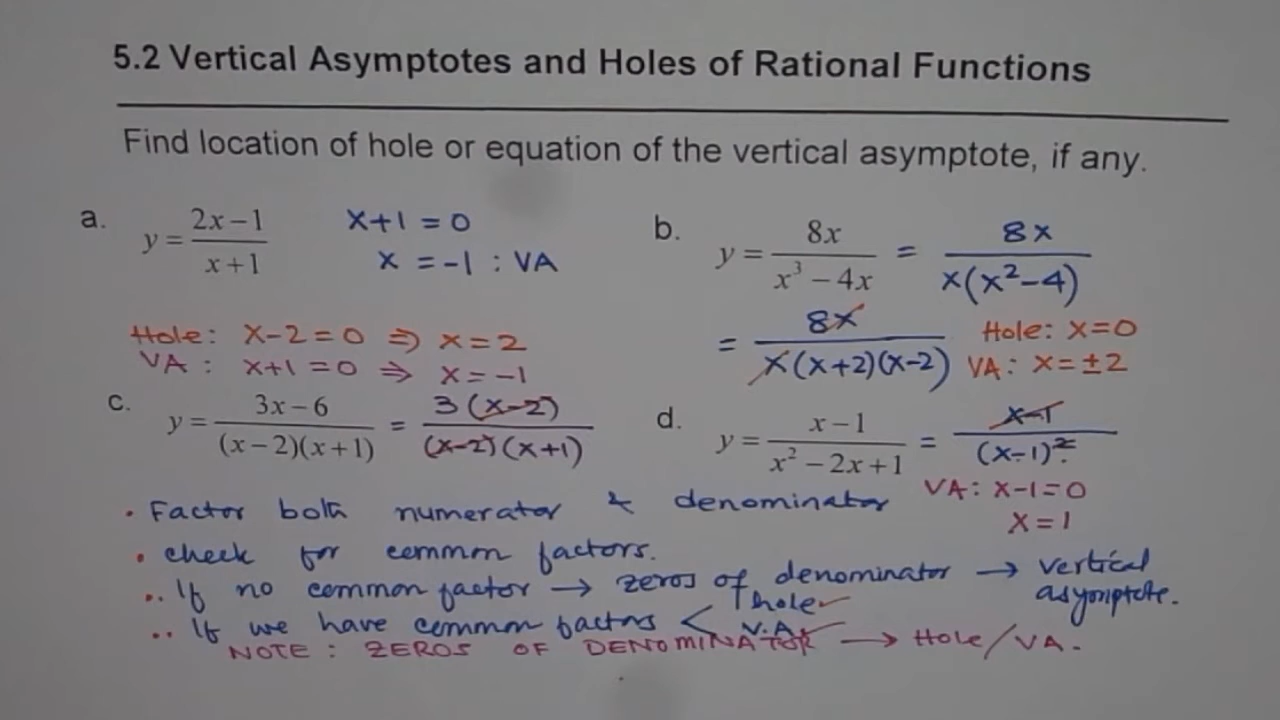 5.2 Vertical Asymptotes and Holes of Rational Functions
Find location of hole or equation of the vertical asymptote, if any.
a. y = (2x − 1)/(x + 1)
x+1 = 0
x = −1 : VA
b. y = 8x/(x³ − 4x) = 8x/(x(x²−4))
= 8x/(x(x+2)(x−2))
Hole: x=0
VA: x=±2
Hole: x−2 = 0 ⇒ x = 2
VA : x+1 = 0 ⇒ x = −1
c. y = (3x − 6)/((x − 2)(x + 1)) = 3(x−2)/((x−2)(x+1))
d. y = (x − 1)/(x² − 2x + 1) = (x−1)/(x−1)²
VA: x−1=0
x=1
• Factor both numerator & denominator
• check for common factors.
•• If no common factor → zeros of denominator → vertical asymptote.
•• If we have common factors < hole ✓
V.A ✓
NOTE : ZEROS OF DENOMINATOR → Hole/VA.